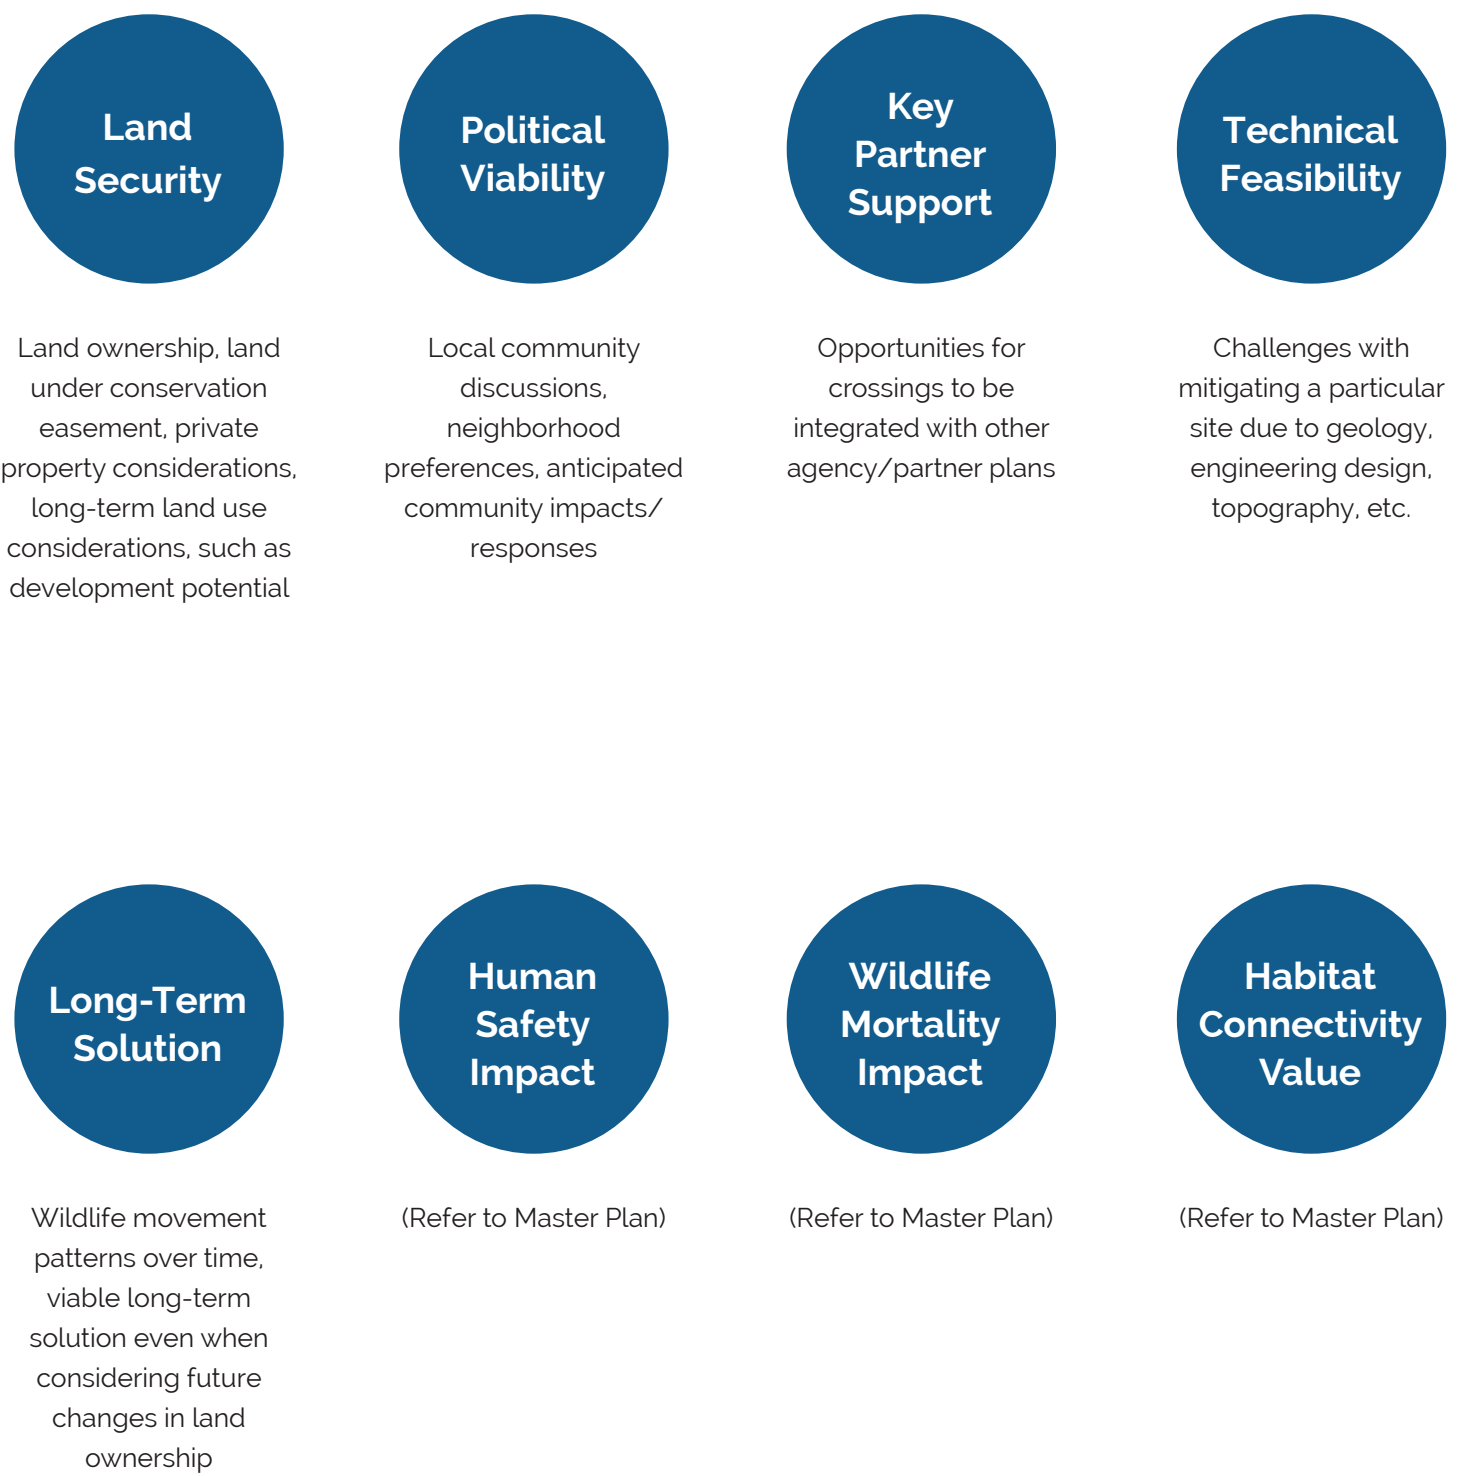 Land
Security
Land ownership, land
under conservation
easement, private
property considerations,
long-term land use
considerations, such as
development potential
Political
Viability
Local community
discussions,
neighborhood
preferences, anticipated
community impacts/
responses
Key
Partner
Support
Opportunities for
crossings to be
integrated with other
agency/partner plans
Technical
Feasibility
Challenges with
mitigating a particular
site due to geology,
engineering design,
topography, etc.
Long-Term
Solution
Wildlife movement
patterns over time,
viable long-term
solution even when
considering future
changes in land
ownership
Human
Safety
Impact
(Refer to Master Plan)
Wildlife
Mortality
Impact
(Refer to Master Plan)
Habitat
Connectivity
Value
(Refer to Master Plan)